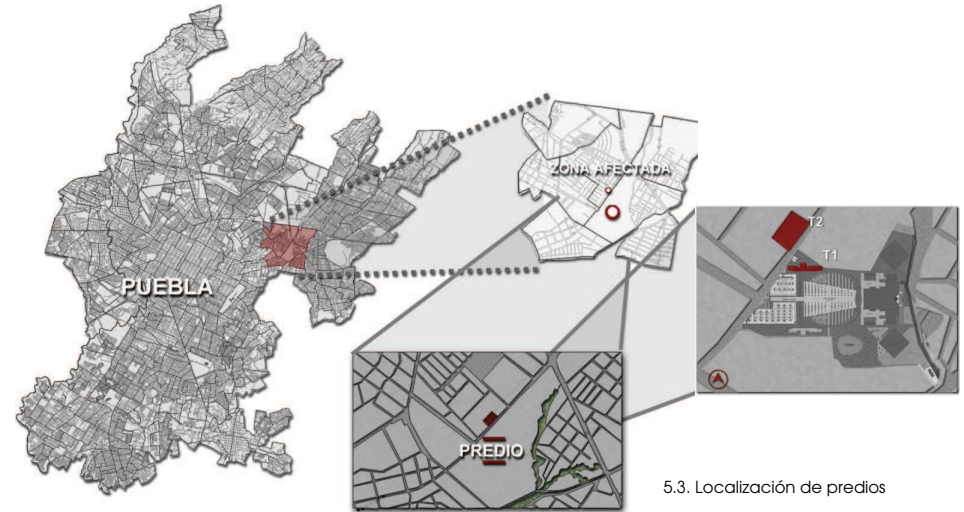 PUEBLA
ZONA AFECTADA
T2
T1
PREDIO
5.3. Localización de predios